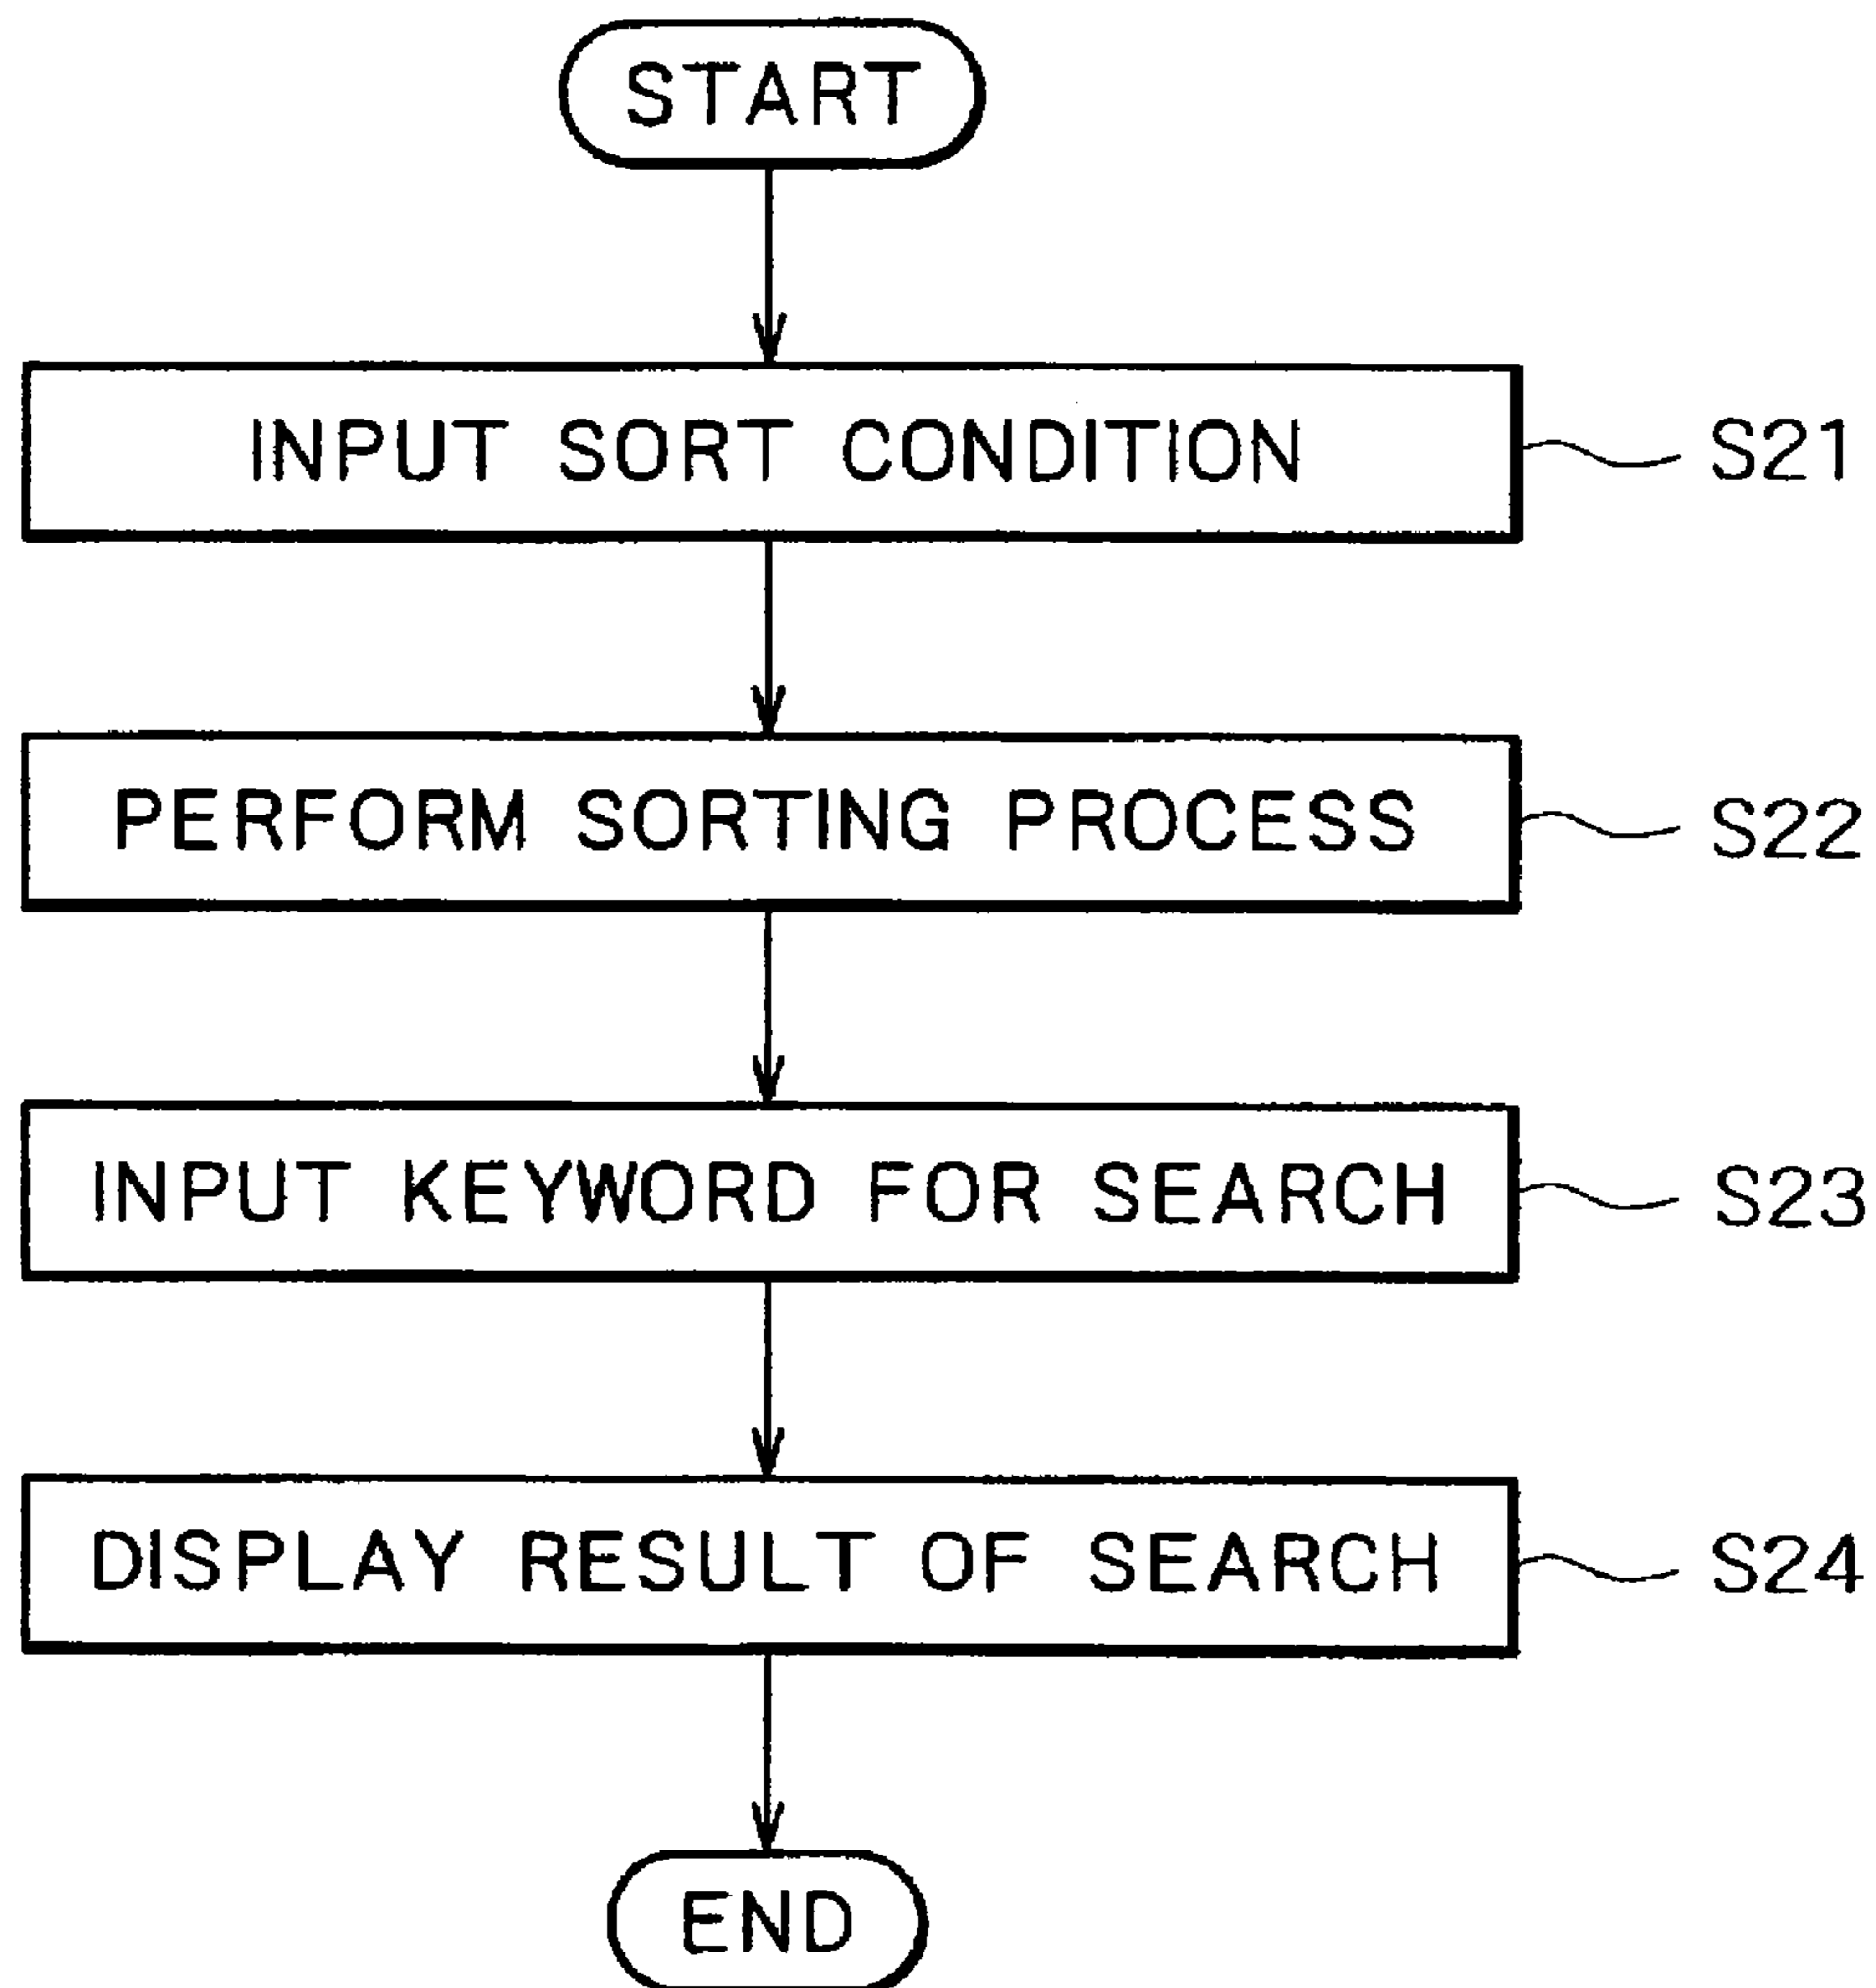 START
INPUT SORT CONDITION
S21
PERFORM SORTING PROCESS
S22
INPUT KEYWORD FOR SEARCH
S23
DISPLAY RESULT OF SEARCH
S24
END